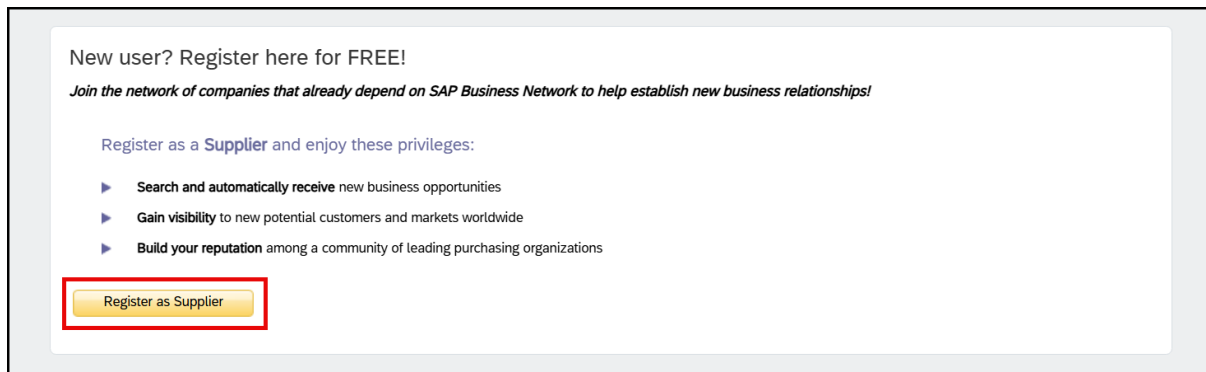 New user? Register here for FREE!
Join the network of companies that already depend on SAP Business Network to help establish new business relationships!
Register as a Supplier and enjoy these privileges:
Search and automatically receive new business opportunities
Gain visibility to new potential customers and markets worldwide
Build your reputation among a community of leading purchasing organizations
Register as Supplier